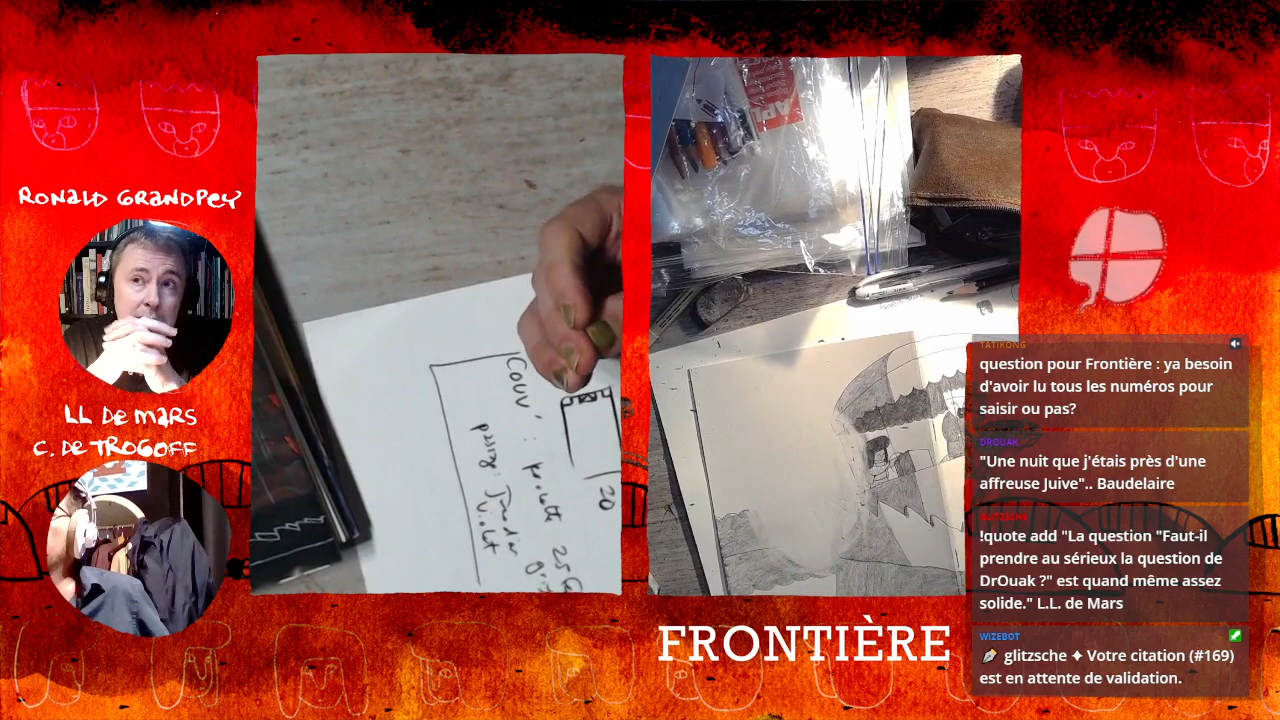 RONALD GRANDPEY
LL DE MARS
C. DE TROGOFF
COUV' :
20
FRONTIÈRE
TATIKONG
question pour Frontière : ya besoin
d'avoir lu tous les numéros pour
saisir ou pas?
DROUAK
"Une nuit que j'étais près d'une
affreuse Juive".. Baudelaire
GLITZSCHE
!quote add "La question "Faut-il
prendre au sérieux la question de
DrOuak ?" est quand même assez
solide." L.L. de Mars
WIZEBOT
glitzsche ✦ Votre citation (#169)
est en attente de validation.